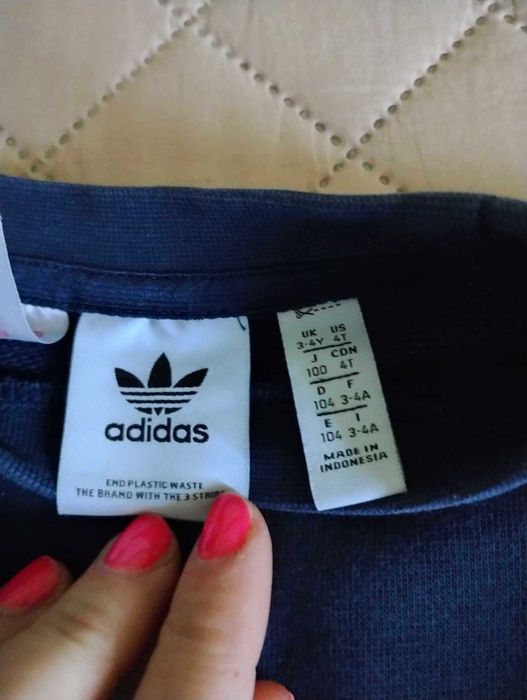 adidas
END PLASTIC WASTE
THE BRAND WITH THE 3
UK US
3-4Y 4T
J CDN
100 4T
D F
104 3-4A
E I
104 3-4A
MADE IN
INDONESIA